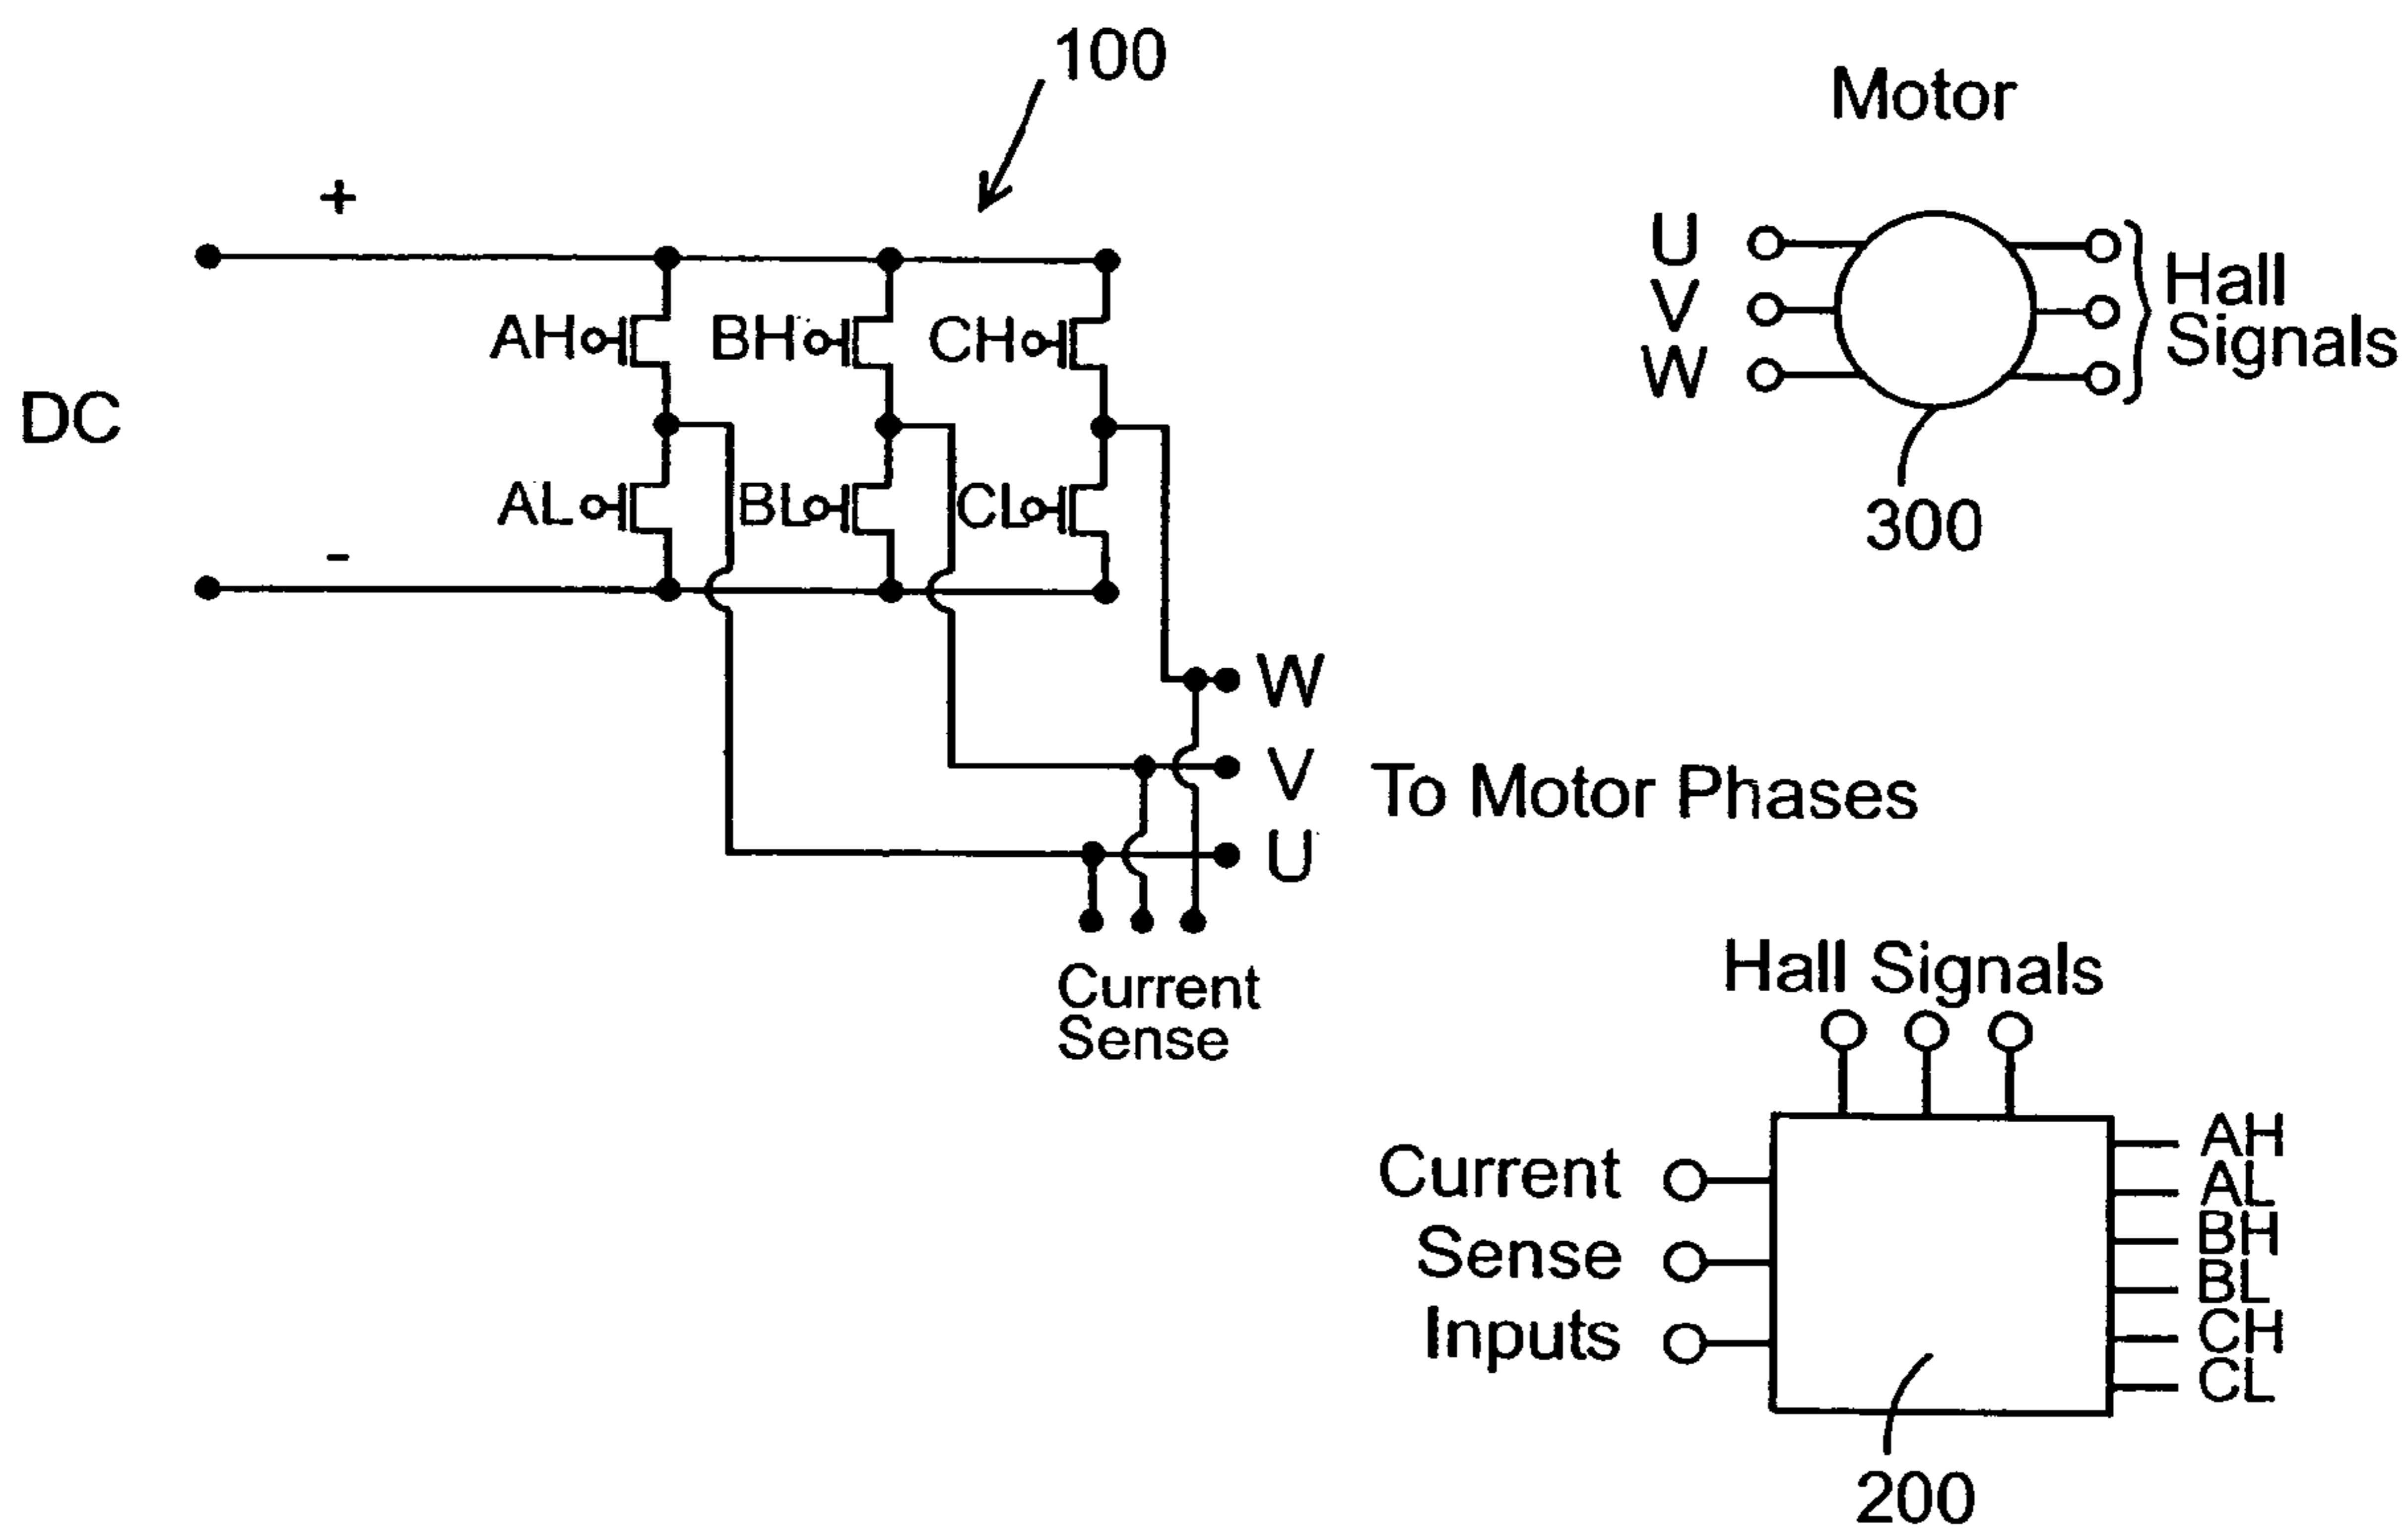 100
+
DC
-
AH
BH
CH
AL
BL
CL
W
V
U
To Motor Phases
Current
Sense
Motor
U
V
W
Hall
Signals
300
Hall Signals
Current
Sense
Inputs
AH
AL
BH
BL
CH
CL
200